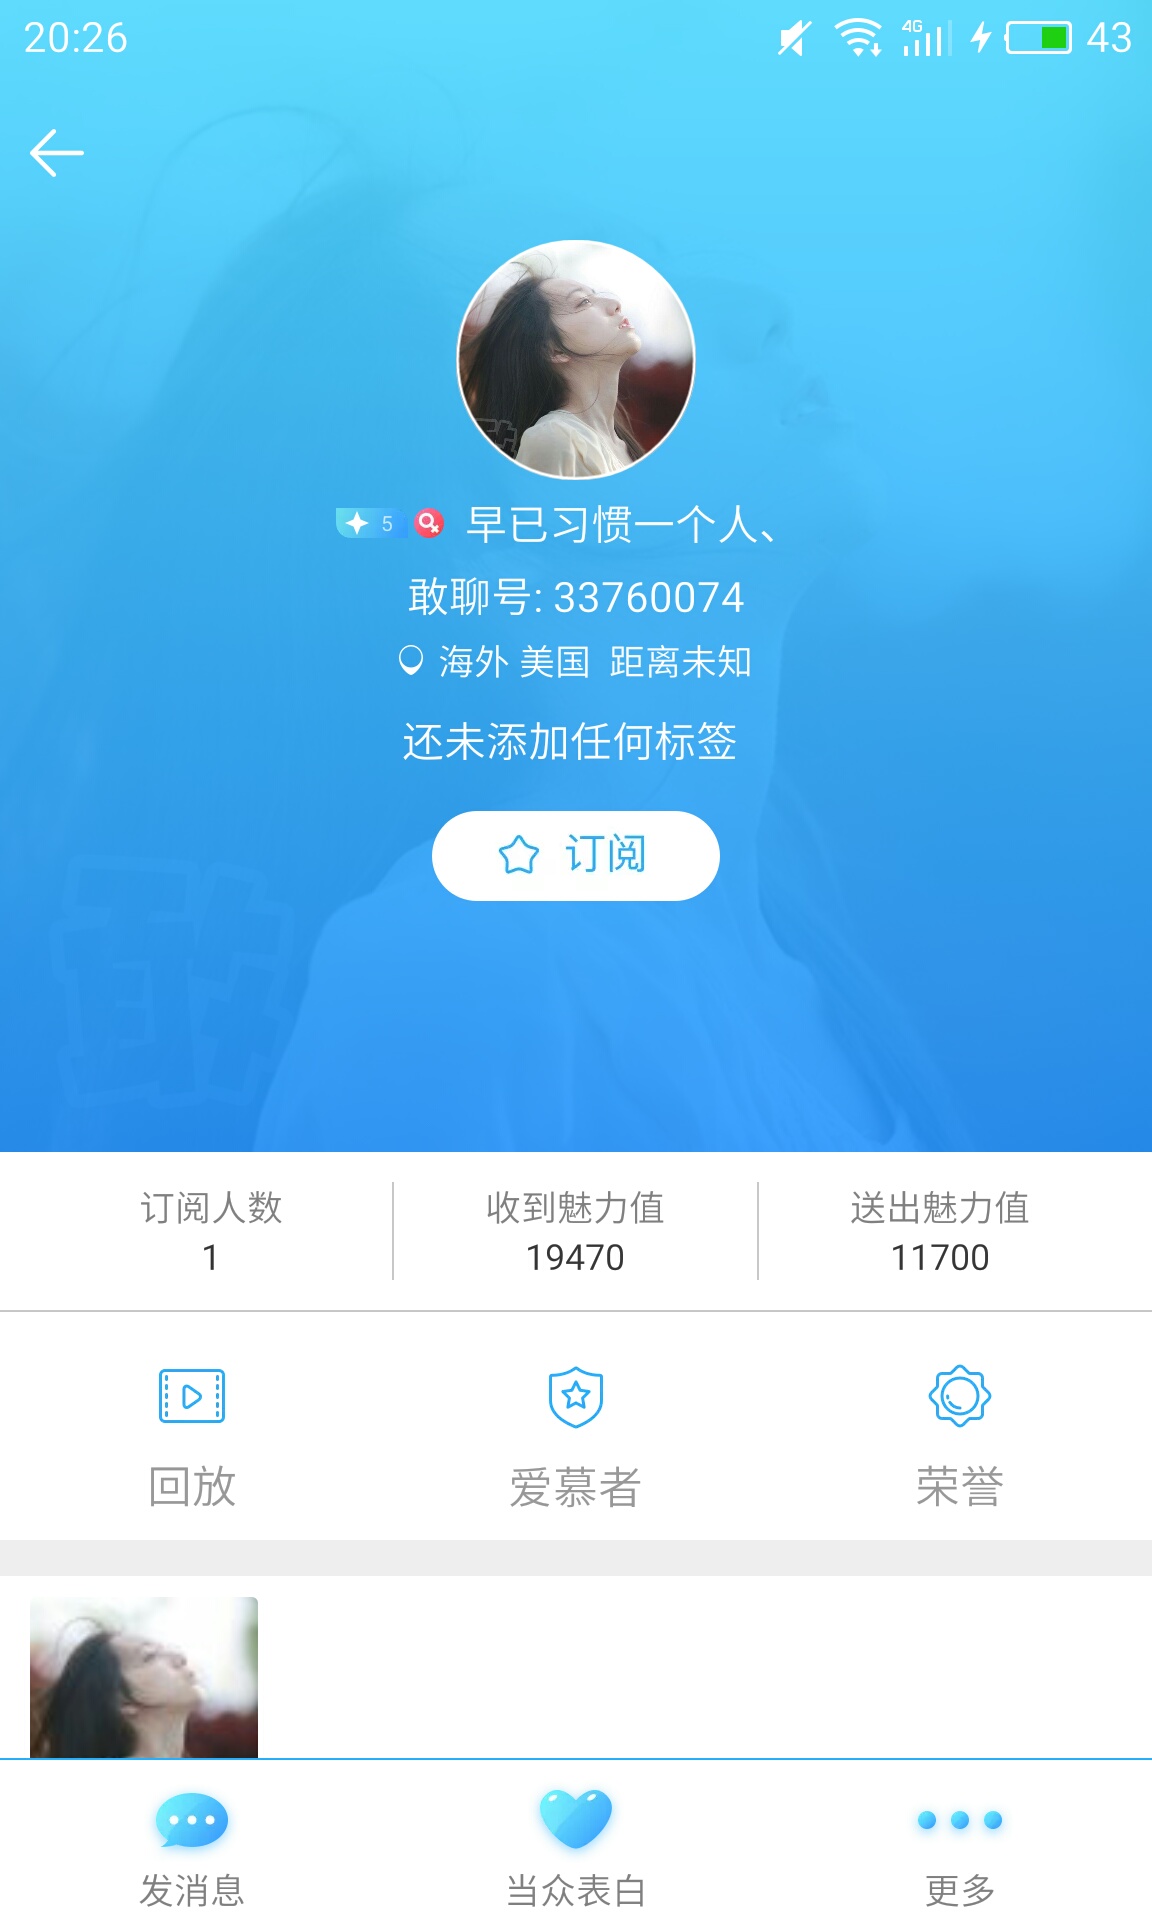 20:26
4G
43
5 早已习惯一个人、
敢聊号: 33760074
海外 美国 距离未知
还未添加任何标签
订阅
订阅人数 收到魅力值 送出魅力值
1 19470 11700
回放 爱慕者 荣誉
发消息 当众表白 更多